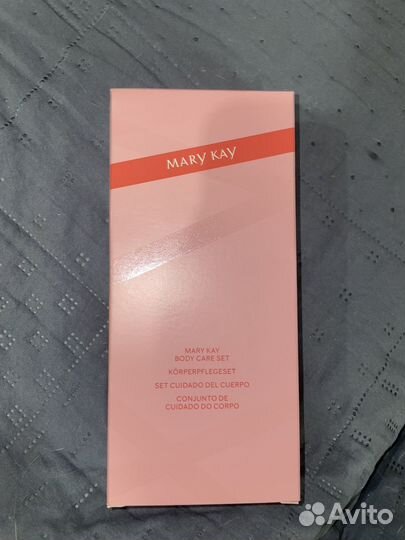 MARY KAY
MARY KAY
BODY CARE SET
KÖRPERPFLEGESET
SET CUIDADO DEL CUERPO
CONJUNTO DE
CUIDADO DO CORPO
Avito